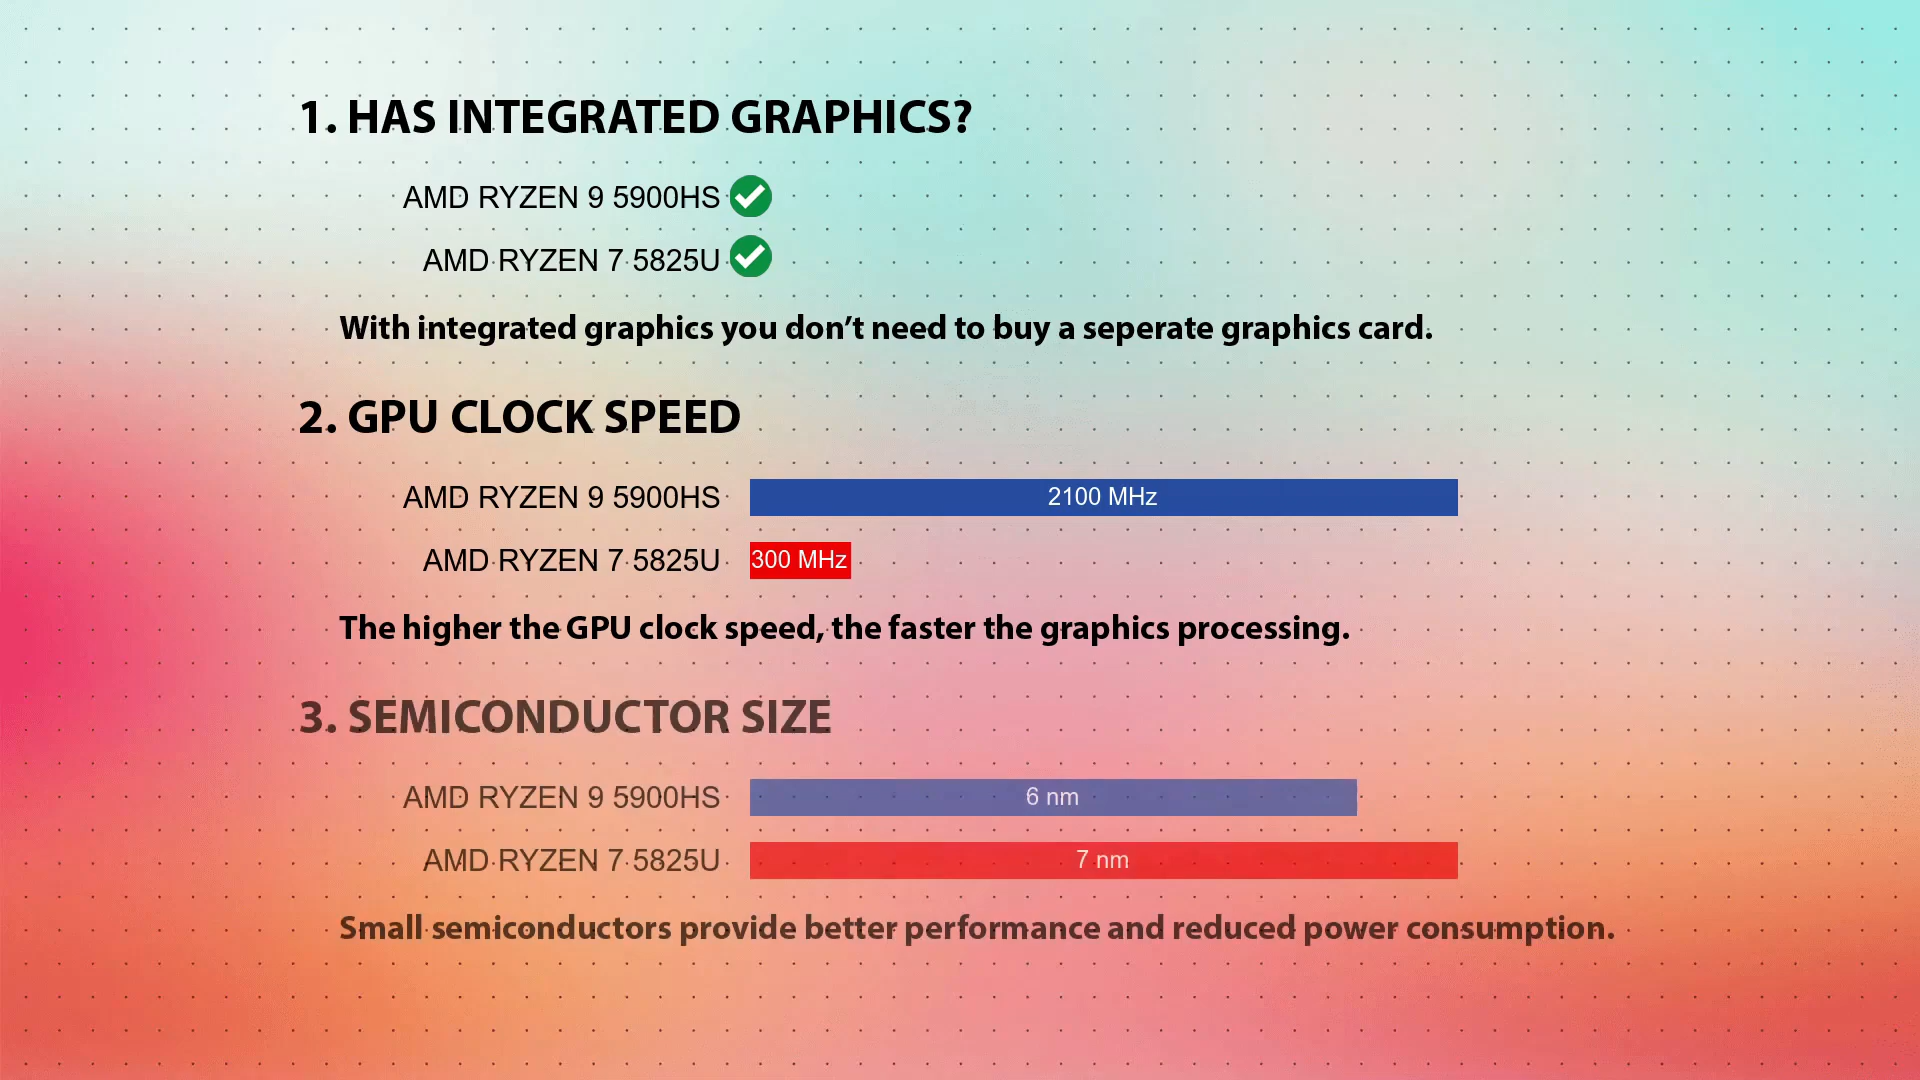 1. HAS INTEGRATED GRAPHICS?
AMD RYZEN 9 5900HS
AMD RYZEN 7 5825U
With integrated graphics you don’t need to buy a seperate graphics card.
2. GPU CLOCK SPEED
AMD RYZEN 9 5900HS 2100 MHz
AMD RYZEN 7 5825U 300 MHz
The higher the GPU clock speed, the faster the graphics processing.
3. SEMICONDUCTOR SIZE
AMD RYZEN 9 5900HS 6 nm
AMD RYZEN 7 5825U 7 nm
Small semiconductors provide better performance and reduced power consumption.